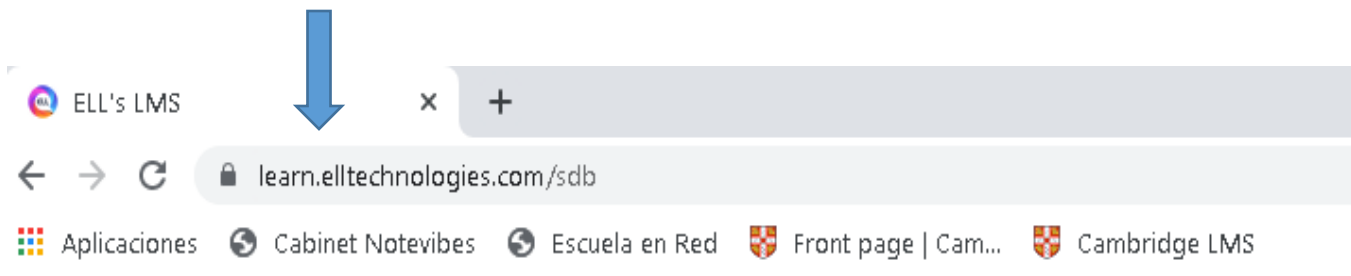 ELL's LMS
learn.elltechnologies.com/sdb
Aplicaciones Cabinet Notevibes Escuela en Red Front page | Cam... Cambridge LMS